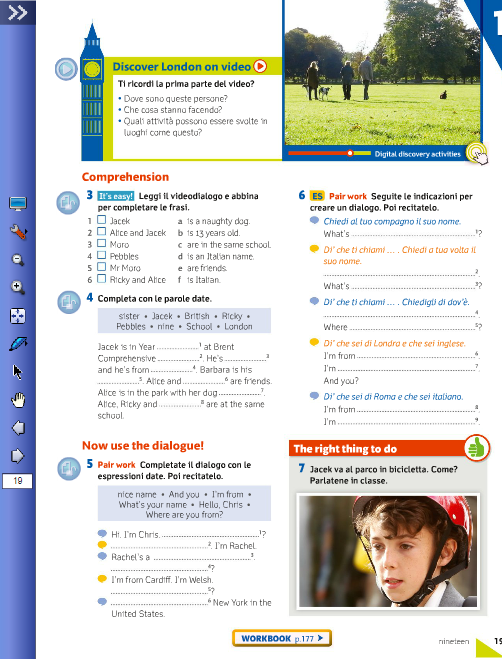 19
1
Discover London on video
Ti ricordi la prima parte del video?
• Dove sono queste persone?
• Che cosa stanno facendo?
• Quali attività possono essere svolte in
luoghi come questo?
Digital discovery activities
Comprehension
3 It's easy! Leggi il videodialogo e abbina
per completare le frasi.
1 Jacek a is a naughty dog.
2 Alice and Jacek b is 13 years old.
3 Moro c are in the same school.
4 Pebbles d is an Italian name.
5 Mr Moro e are friends.
6 Ricky and Alice f is Italian.
4 Completa con le parole date.
sister • Jacek • British • Ricky •
Pebbles • nine • School • London
Jacek is in Year ............... ¹ at Brent
Comprehensive ............... ². He's ............... ³
and he's from ............... ⁴. Barbara is his
............... ⁵. Alice and ............... ⁶ are friends.
Alice is in the park with her dog ............... ⁷.
Alice, Ricky and ............... ⁸ are at the same
school.
Now use the dialogue!
5 Pair work Completate il dialogo con le
espressioni date. Poi recitatelo.
nice name • And you • I'm from •
What's your name • Hello, Chris •
Where are you from?
Hi. I'm Chris. ............... ¹?
............... ². I'm Rachel.
Rachel's a ............... ³.
............... ⁴?
I'm from Cardiff. I'm Welsh.
............... ⁵?
............... ⁶ New York in the
United States.
6 ES Pair work Seguite le indicazioni per
creare un dialogo. Poi recitatelo.
Chiedi al tuo compagno il suo nome.
What's ............... ¹?
Di' che ti chiami ... . Chiedi a tua volta il
suo nome.
............... ².
What's ............... ³?
Di' che ti chiami ... . Chiedigli di dov'è.
............... ⁴.
Where ............... ⁵?
Di' che sei di Londra e che sei inglese.
I'm from ............... ⁶.
I'm ............... ⁷.
And you?
Di' che sei di Roma e che sei italiano.
I'm from ............... ⁸.
I'm ............... ⁹.
The right thing to do
7 Jacek va al parco in bicicletta. Come?
Parlatene in classe.
WORKBOOK p.177
nineteen 19